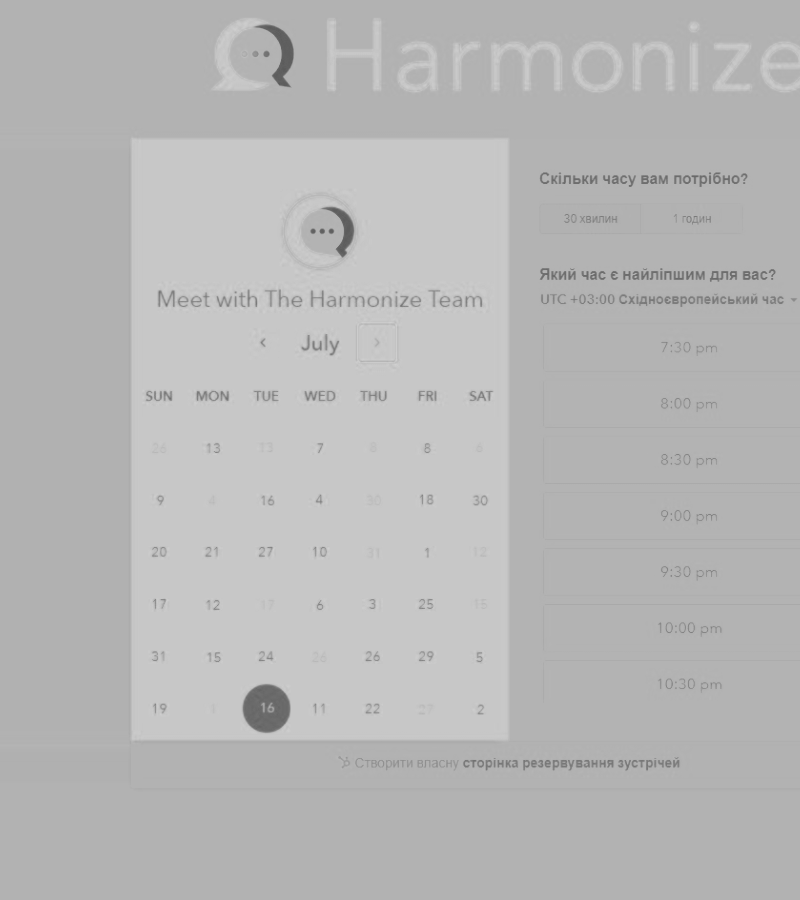 Harmonize
Meet with The Harmonize Team
July
SUN MON TUE WED THU FRI SAT
26 13 13 7 8
9 4 16 4 30 18 30
20 21 27 10 31 1 12
17 12 17 6 3 25 15
31 15 24 26 26 29 5
19 16 11 22 27 2
Скільки часу вам потрібно?
30 хвилин 1 годин
Який час є найліпшим для вас?
UTC +03:00 Східноєвропейський час
7:30 pm
8:00 pm
8:30 pm
9:00 pm
9:30 pm
10:00 pm
10:30 pm
Створити власну сторінка резервування зустрічей